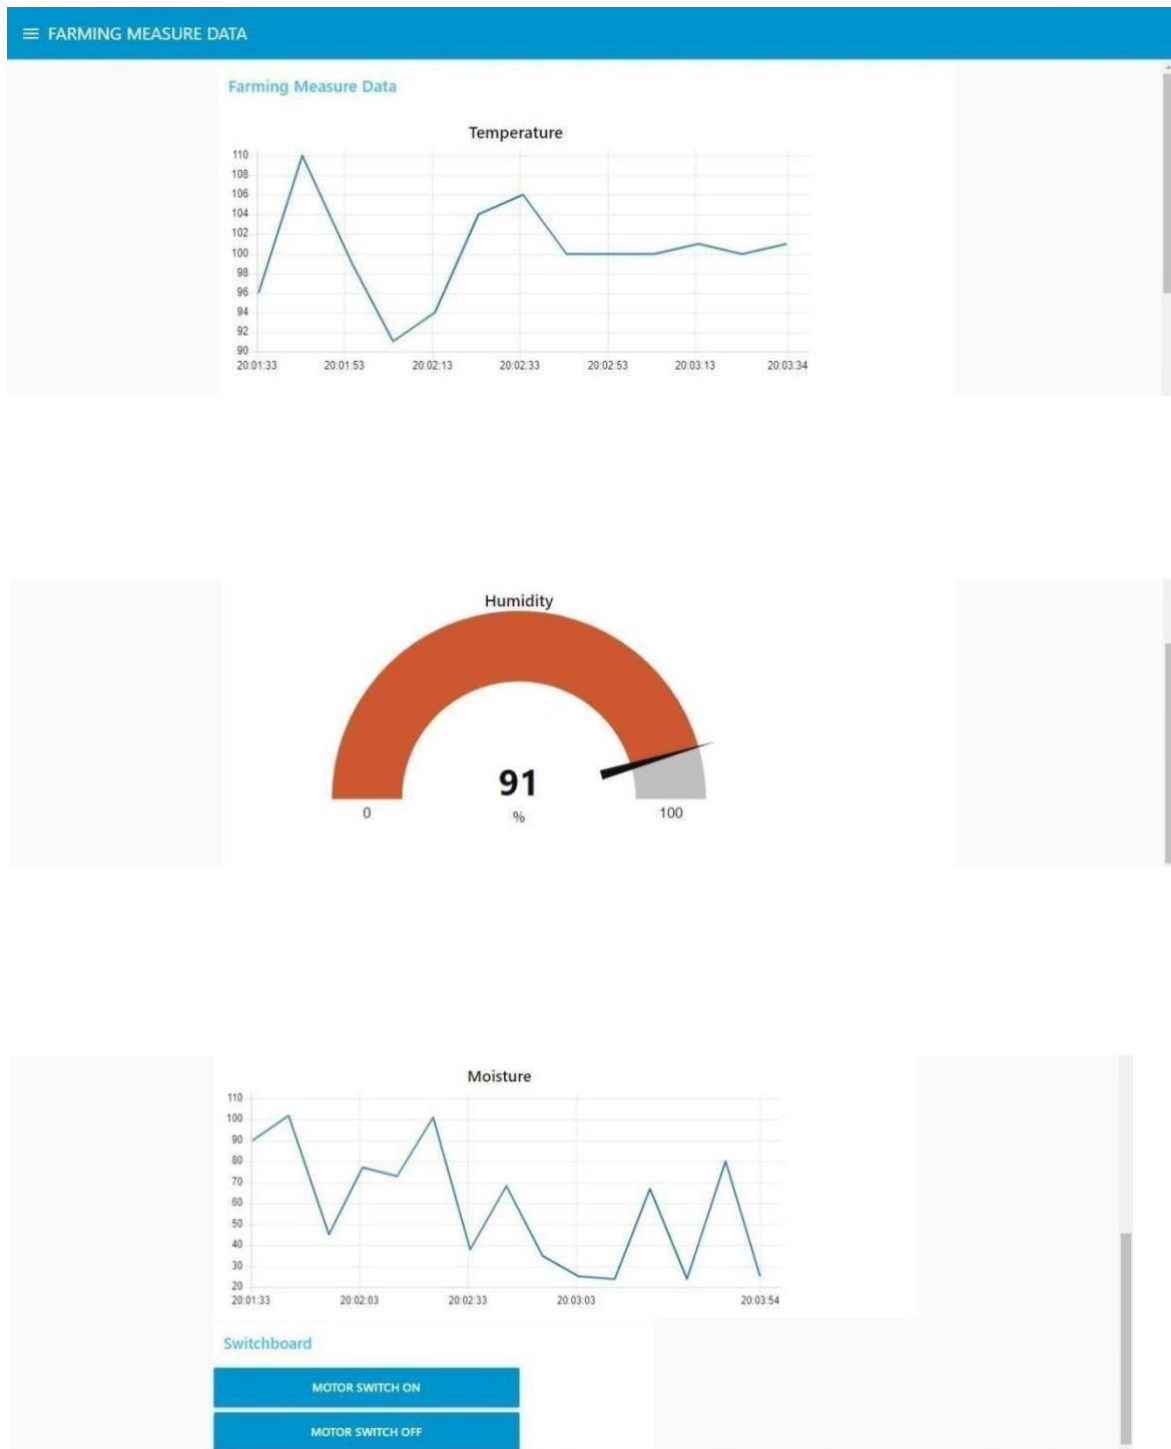 ≡ FARMING MEASURE DATA
Farming Measure Data
Temperature
110
108
106
104
102
100
98
96
94
92
90
20:01:33 20:01:53 20:02:13 20:02:33 20:02:53 20:03:13 20:03:34
Humidity
91
0 % 100
Moisture
110
100
90
80
70
60
50
40
30
20
20:01:33 20:02:03 20:02:33 20:03:03 20:03:54
Switchboard
MOTOR SWITCH ON
MOTOR SWITCH OFF